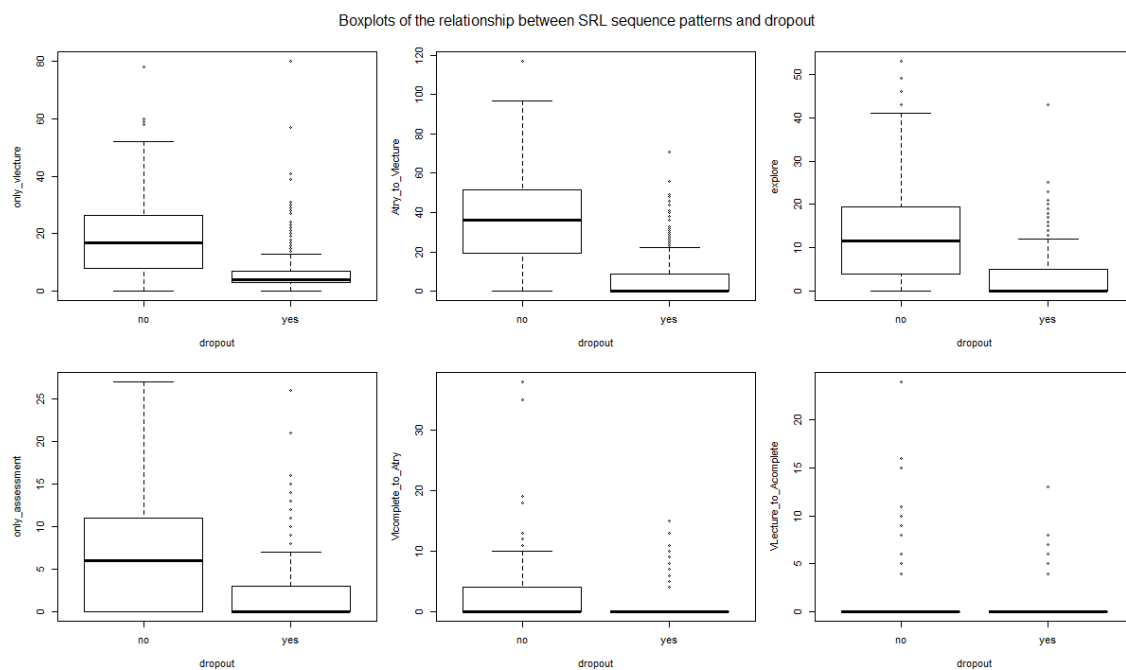 Boxplots of the relationship between SRL sequence patterns and dropout
only_vlecture
0
20
40
60
80
no
yes
dropout
Atry_to_Vlecture
0
20
40
60
80
100
120
no
yes
dropout
explore
0
10
20
30
40
50
no
yes
dropout
only_assessment
0
5
10
15
20
25
no
yes
dropout
Vlcomplete_to_Atry
0
10
20
30
no
yes
dropout
VLecture_to_Acomplete
0
5
10
15
20
no
yes
dropout